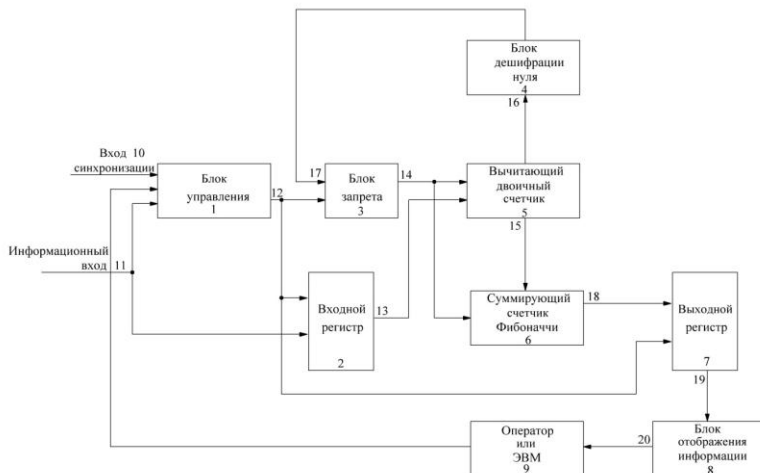 Блок
дешифрации
нуля
4
16
Вход 10
синхронизации
17
14
12
Блок
управления
1
Блок
запрета
3
Вычитающий
двоичный
счетчик
5
15
Информационный
вход 11
Входной
регистр
2
13
Суммирующий
счетчик
Фибоначчи
6
18
Выходной
регистр
7
19
Оператор
или
ЭВМ
9
20
Блок
отображения
информации
8